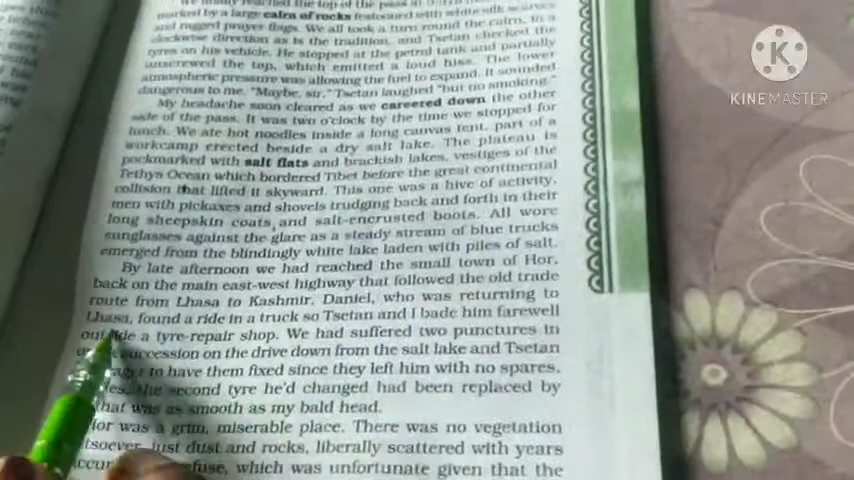 We finally reached the top of the pass at
marked by a large cairn of rocks festooned with white silk scarves
and ragged prayer flags. We all took a turn round the cairn, in a
clockwise direction as is the tradition, and Tsetan checked the
tyres on his vehicle. He stopped at the petrol tank and partially
unscrewed the top, which emitted a loud hiss. The lower
atmospheric pressure was allowing the fuel to expand. It sounded
dangerous to me. "Maybe, sir," Tsetan laughed "but no smoking."
My headache soon cleared as we careered down the other
side of the pass. It was two o'clock by the time we stopped for
lunch. We ate hot noodles inside a long canvas tent, part of a
workcamp erected beside a dry salt lake. The plateau is
pockmarked with salt flats and brackish lakes, vestiges of the
Tethys Ocean which bordered Tibet before the great continental
collision that lifted it skyward. This one was a hive of activity,
men with pickaxes and shovels trudging back and forth in their
long sheepskin coats and salt-encrusted boots. All wore
sunglasses against the glare as a steady stream of blue trucks
emerged from the blindingly white lake laden with piles of salt.
By late afternoon we had reached the small town of Hor,
back on the main east-west highway that followed the old trade
route from Lhasa to Kashmir. Daniel, who was returning to
Lhasa, found a ride in a truck so Tsetan and I bade him farewell
outside a tyre-repair shop. We had suffered two punctures in
succession on the drive down from the salt lake and Tsetan
to have them fixed since they left him with no spares.
the second tyre he'd changed had been replaced by
that was as smooth as my bald head.
Hor was a grim, miserable place. There was no vegetation
just dust and rocks, liberally scattered with years
refuse, which was unfortunate given that the
K
KINEMASTER